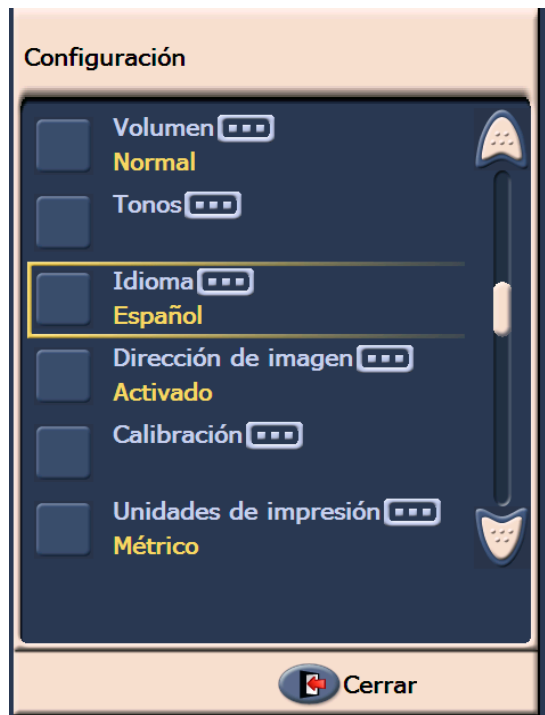 Configuración
Volumen
Normal
Tonos
Idioma
Español
Dirección de imagen
Activado
Calibración
Unidades de impresión
Métrico
Cerrar